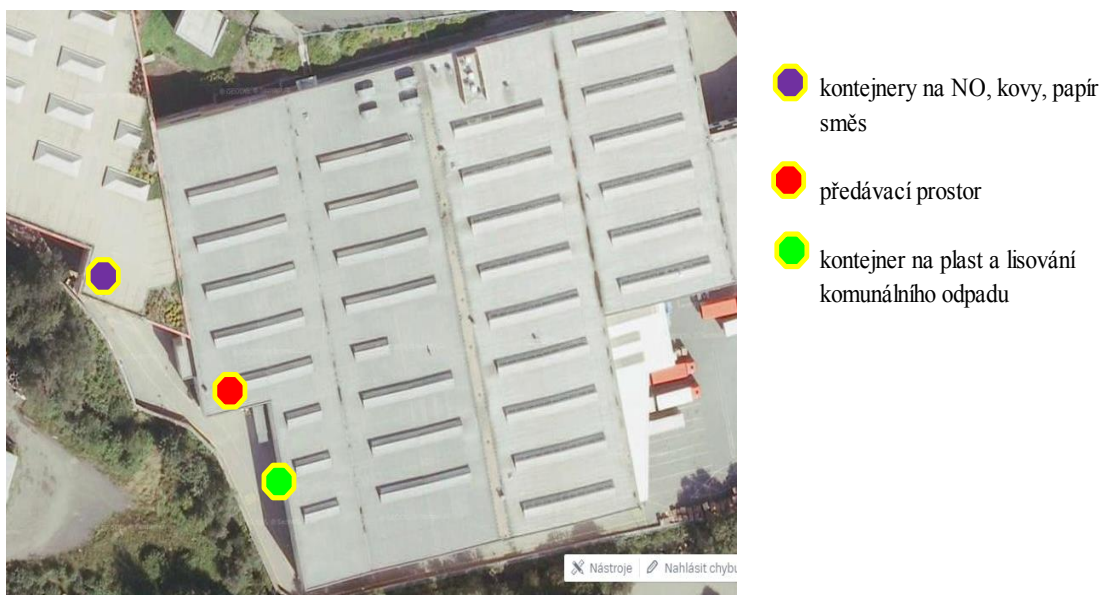 kontejnery na NO, kovy, papír
směs
předávací prostor
kontejner na plast a lisování
komunálního odpadu
Nástroje
Nahlásit chybu